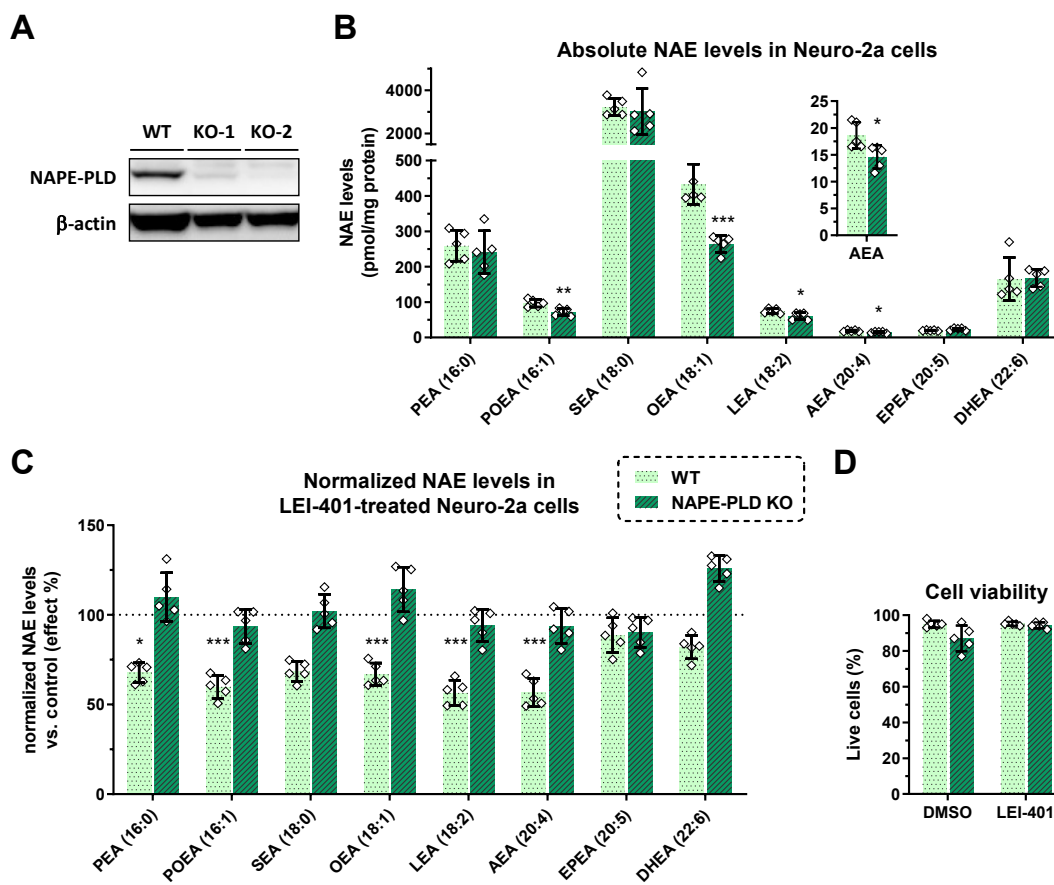 A
WT KO-1 KO-2
NAPE-PLD
β-actin
B
Absolute NAE levels in Neuro-2a cells
NAE levels
(pmol/mg protein)
4000
3000
2000
500
400
300
200
100
0
**
***
*
*
PEA (16:0)
POEA (16:1)
SEA (18:0)
OEA (18:1)
LEA (18:2)
AEA (20:4)
EPEA (20:5)
DHEA (22:6)
25
20
15
10
5
0
*
AEA
C
Normalized NAE levels in
LEI-401-treated Neuro-2a cells
WT
NAPE-PLD KO
normalized NAE levels
vs. control (effect %)
150
100
50
0
*
***
***
***
***
PEA (16:0)
POEA (16:1)
SEA (18:0)
OEA (18:1)
LEA (18:2)
AEA (20:4)
EPEA (20:5)
DHEA (22:6)
D
Cell viability
Live cells (%)
100
80
60
40
20
0
DMSO LEI-401